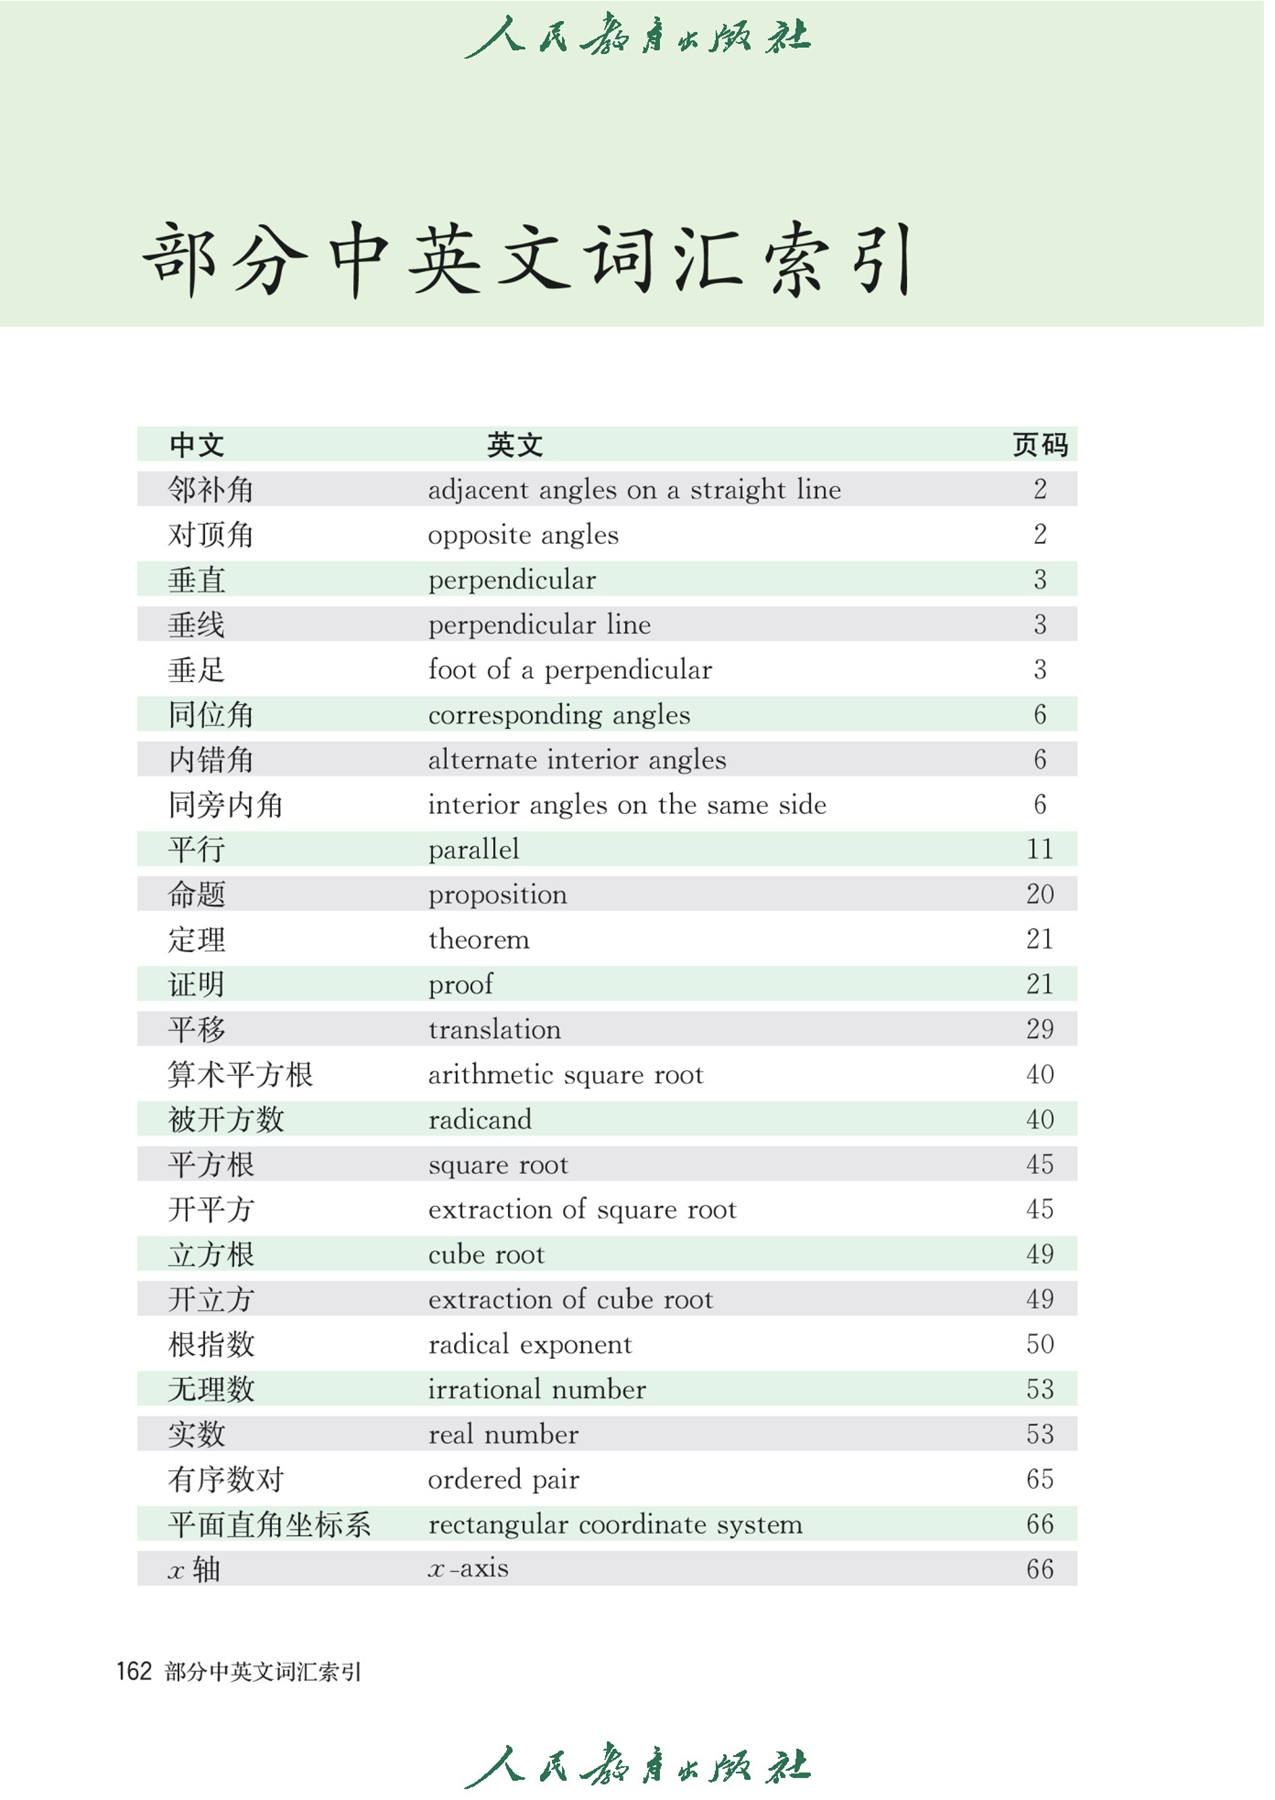 人民教育出版社
部分中英文词汇索引
中文 英文 页码
邻补角 adjacent angles on a straight line 2
对顶角 opposite angles 2
垂直 perpendicular 3
垂线 perpendicular line 3
垂足 foot of a perpendicular 3
同位角 corresponding angles 6
内错角 alternate interior angles 6
同旁内角 interior angles on the same side 6
平行 parallel 11
命题 proposition 20
定理 theorem 21
证明 proof 21
平移 translation 29
算术平方根 arithmetic square root 40
被开方数 radicand 40
平方根 square root 45
开平方 extraction of square root 45
立方根 cube root 49
开立方 extraction of cube root 49
根指数 radical exponent 50
无理数 irrational number 53
实数 real number 53
有序数对 ordered pair 65
平面直角坐标系 rectangular coordinate system 66
x 轴 x-axis 66
162 部分中英文词汇索引
人民教育出版社